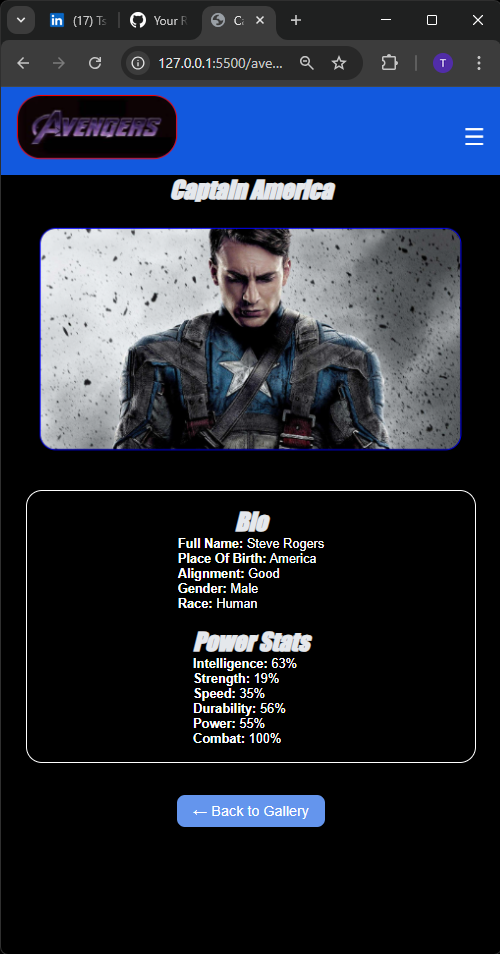 (17) Ts
Your R
Ca
127.0.0.1:5500/ave...
T
AVENGERS
Captain America
Bio
Full Name: Steve Rogers
Place Of Birth: America
Alignment: Good
Gender: Male
Race: Human
Power Stats
Intelligence: 63%
Strength: 19%
Speed: 35%
Durability: 56%
Power: 55%
Combat: 100%
← Back to Gallery